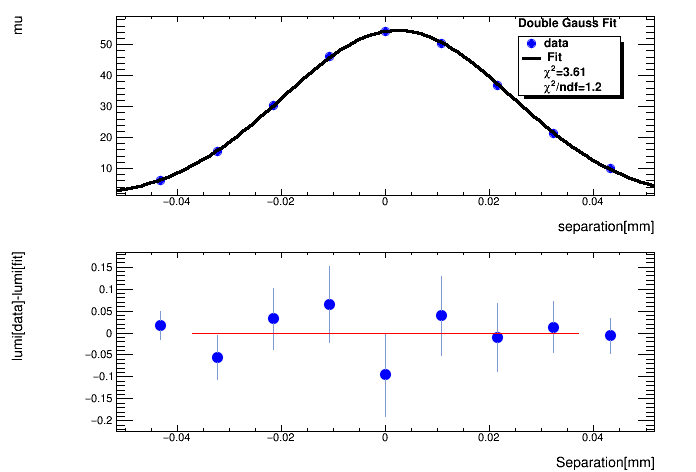 mu
Double Gauss Fit
data
Fit
χ²=3.61
χ²/ndf=1.2
50
40
30
20
10
−0.04
−0.02
0
0.02
0.04
separation[mm]
lumi[data]-lumi[fit]
0.15
0.1
0.05
0
−0.05
−0.1
−0.15
−0.2
−0.04
−0.02
0
0.02
0.04
Separation[mm]